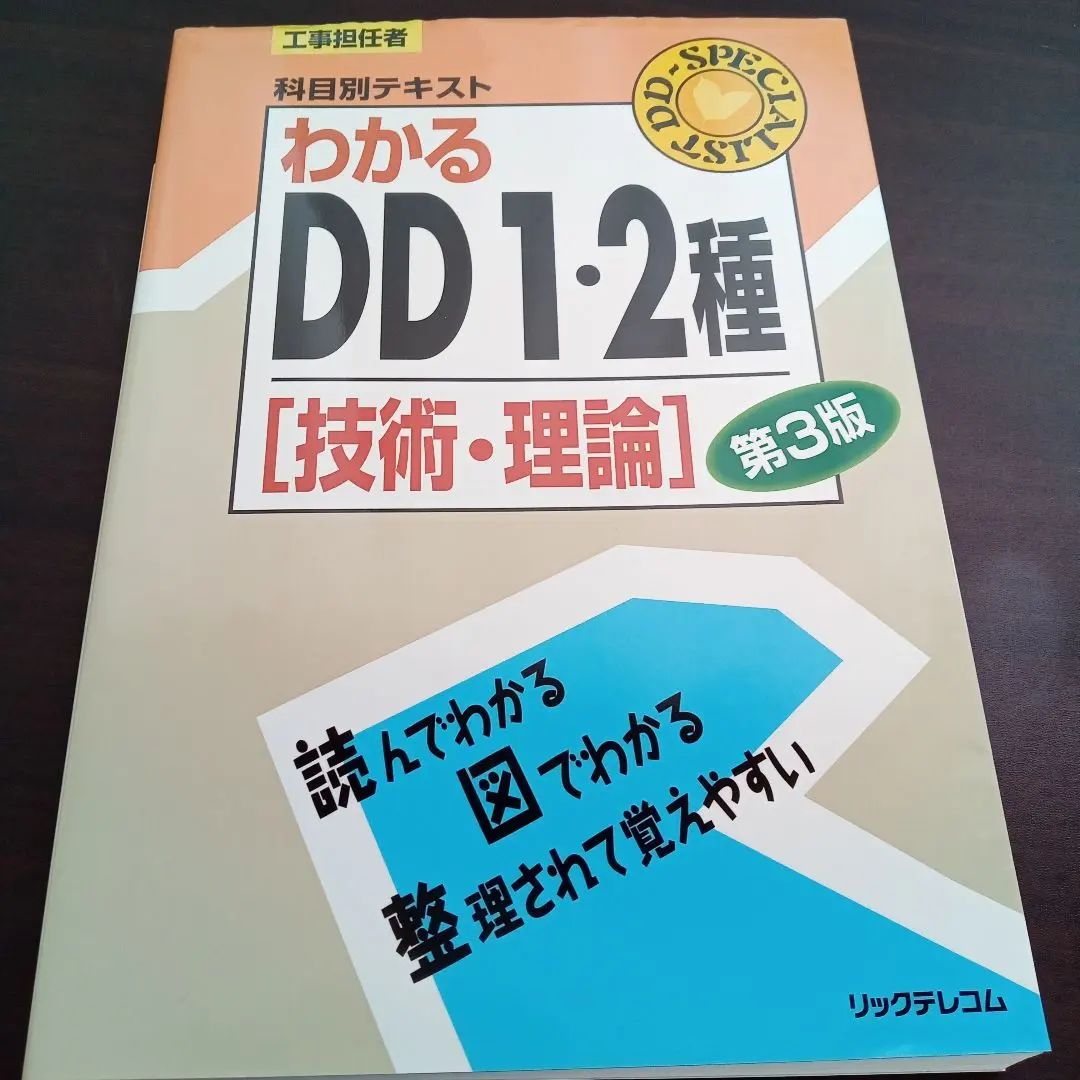 工事担任者
科目別テキスト
DD-SPECIALIST
わかる
DD1・2種
[技術・理論]
第3版
読んでわかる
図でわかる
整理されて覚えやすい
リックテレコム